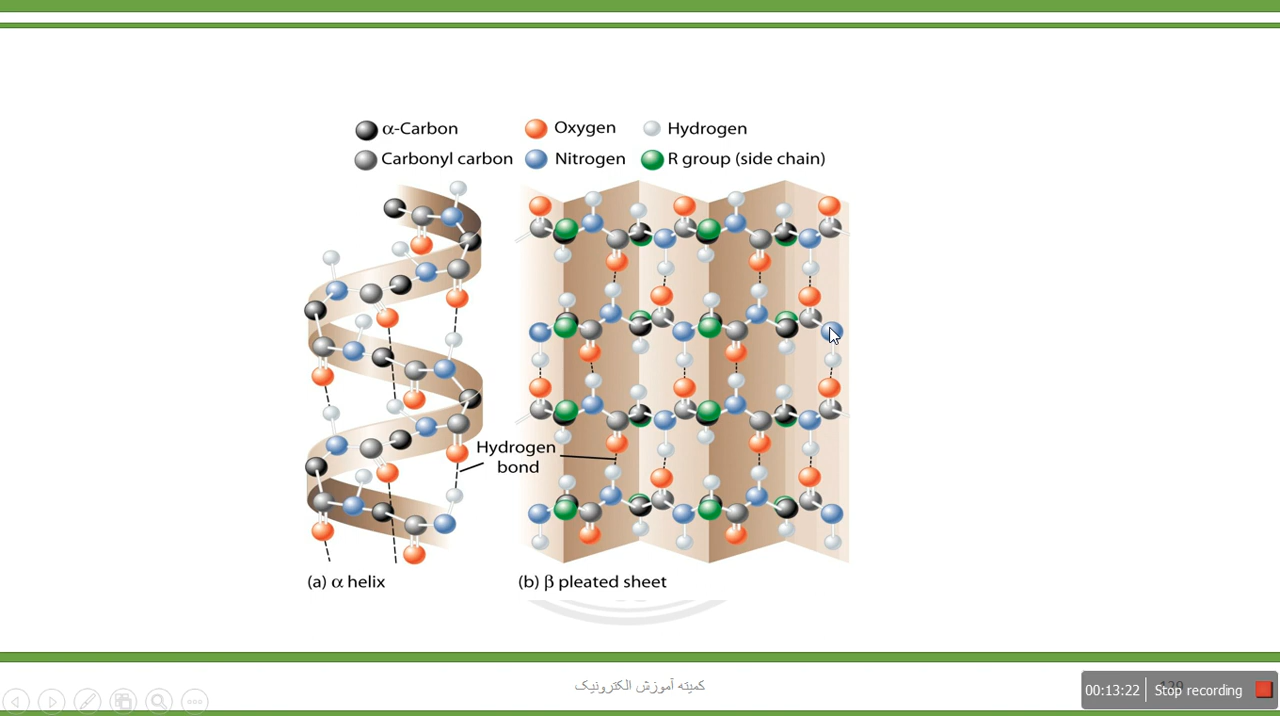 α-Carbon Oxygen Hydrogen
Carbonyl carbon Nitrogen R group (side chain)
Hydrogen
bond
(a) α helix (b) β pleated sheet
کمیته آموزش الکترونیک
00:13:22 Stop recording